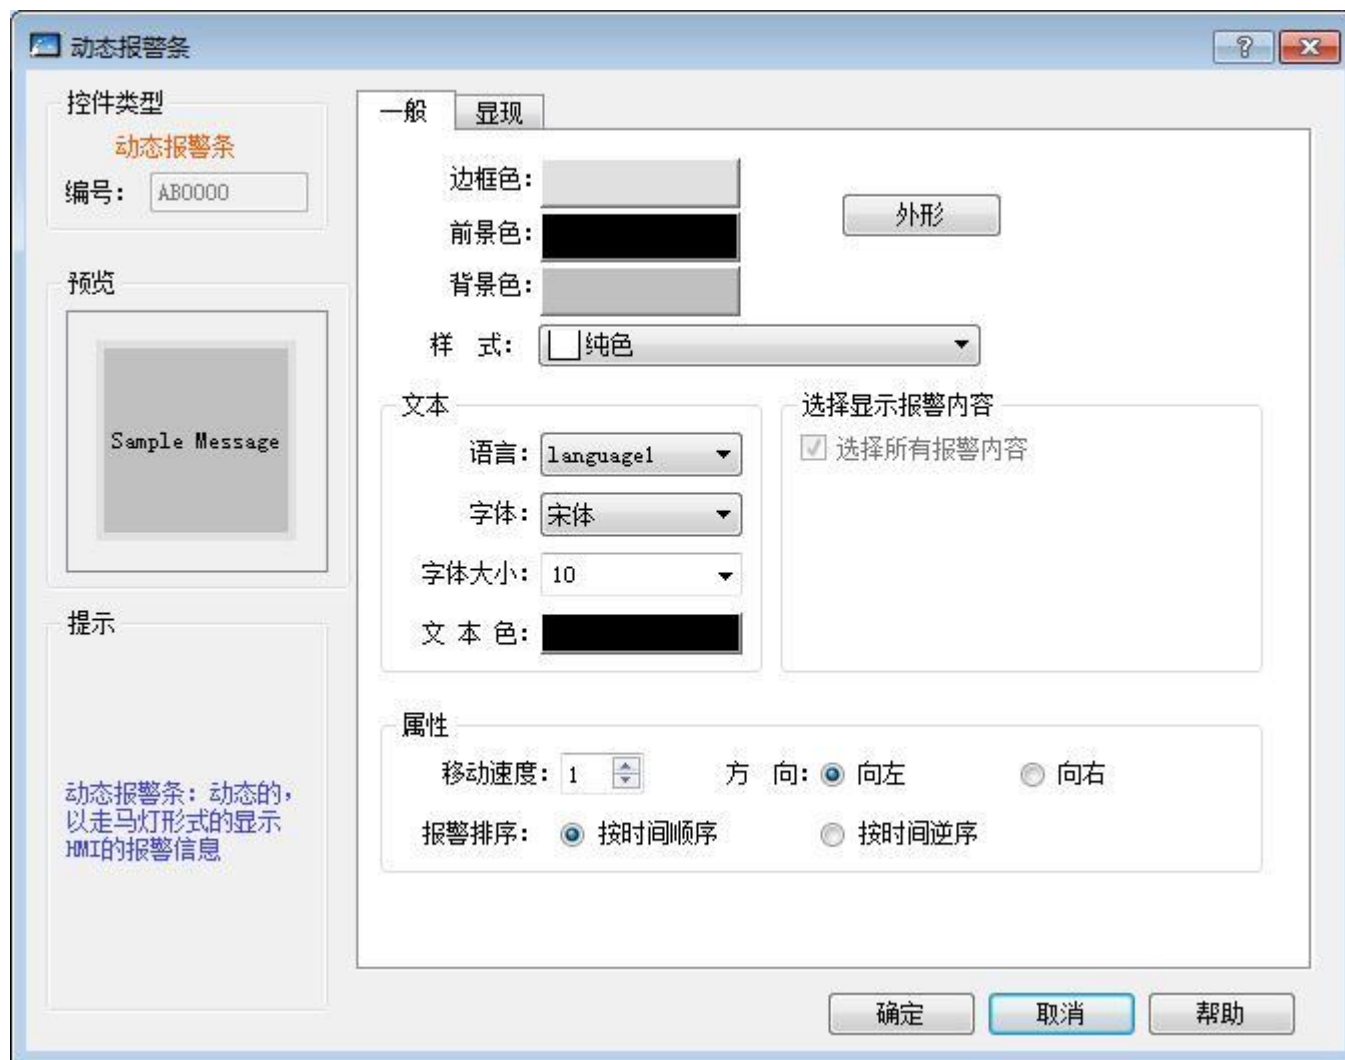 动态报警条
控件类型
动态报警条
编号： AB0000
预览
Sample Message
提示
动态报警条：动态的，
以走马灯形式的显示
HMI的报警信息
一般 显现
边框色：
外形
前景色：
背景色：
样 式： 纯色
文本
语言： language1
字体： 宋体
字体大小： 10
文 本 色：
选择显示报警内容
选择所有报警内容
属性
移动速度： 1 方 向： 向左 向右
报警排序： 按时间顺序 按时间逆序
确定 取消 帮助